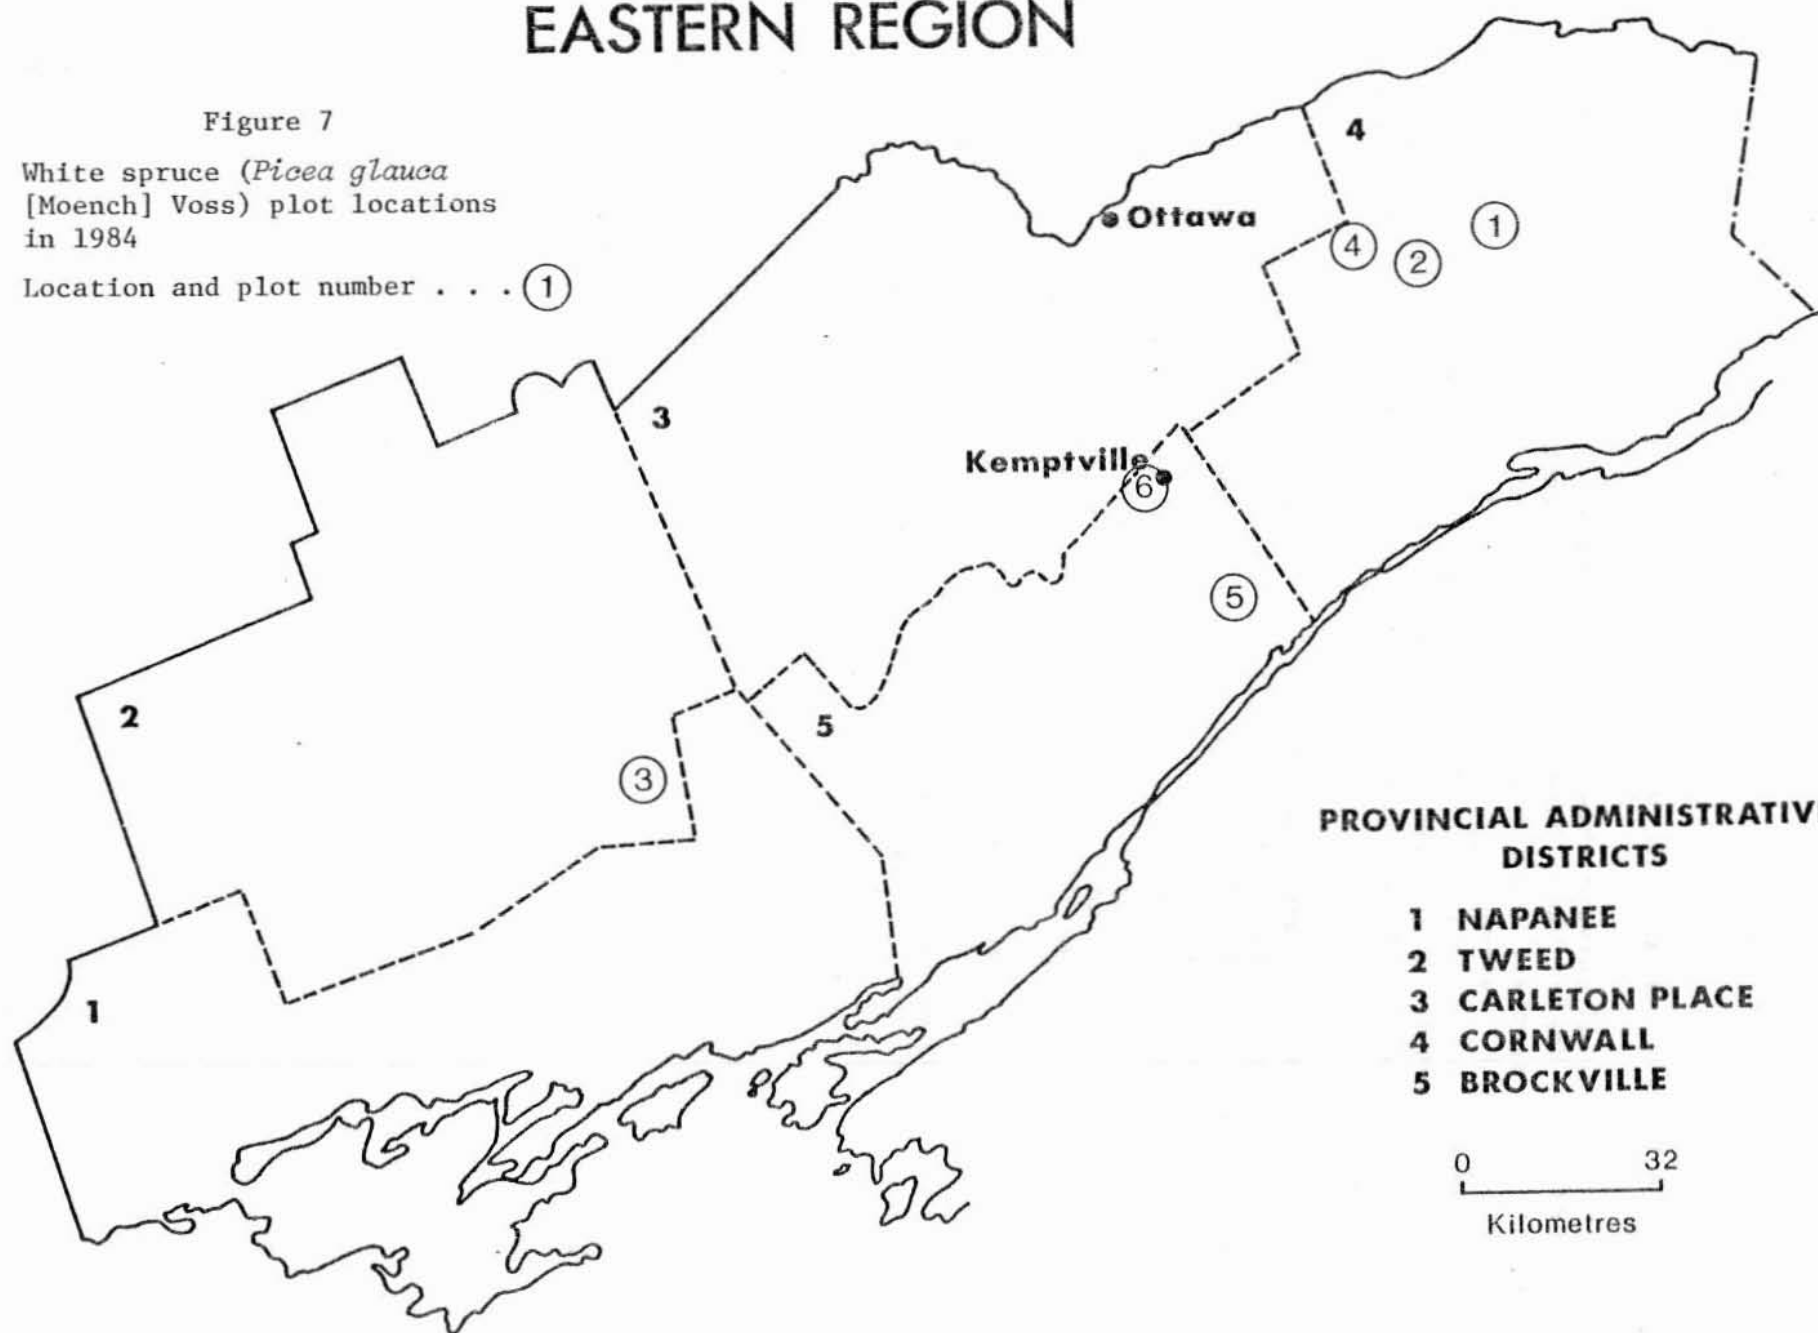 EASTERN REGION
Figure 7
White spruce (Picea glauca
[Moench] Voss) plot locations
in 1984
Location and plot number . . . 1
4
Ottawa
4
2
1
3
Kemptville
6
5
2
5
3
1
PROVINCIAL ADMINISTRATIV
DISTRICTS
1 NAPANEE
2 TWEED
3 CARLETON PLACE
4 CORNWALL
5 BROCKVILLE
0 32
Kilometres